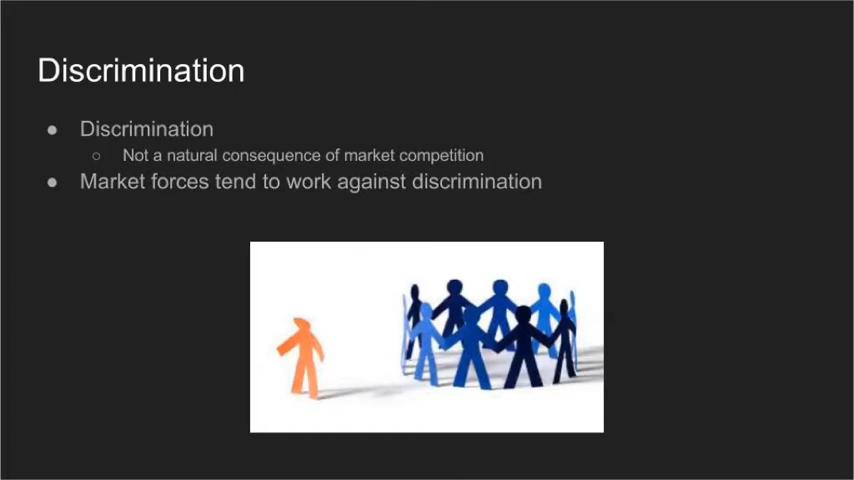 Discrimination
● Discrimination
○ Not a natural consequence of market competition
● Market forces tend to work against discrimination